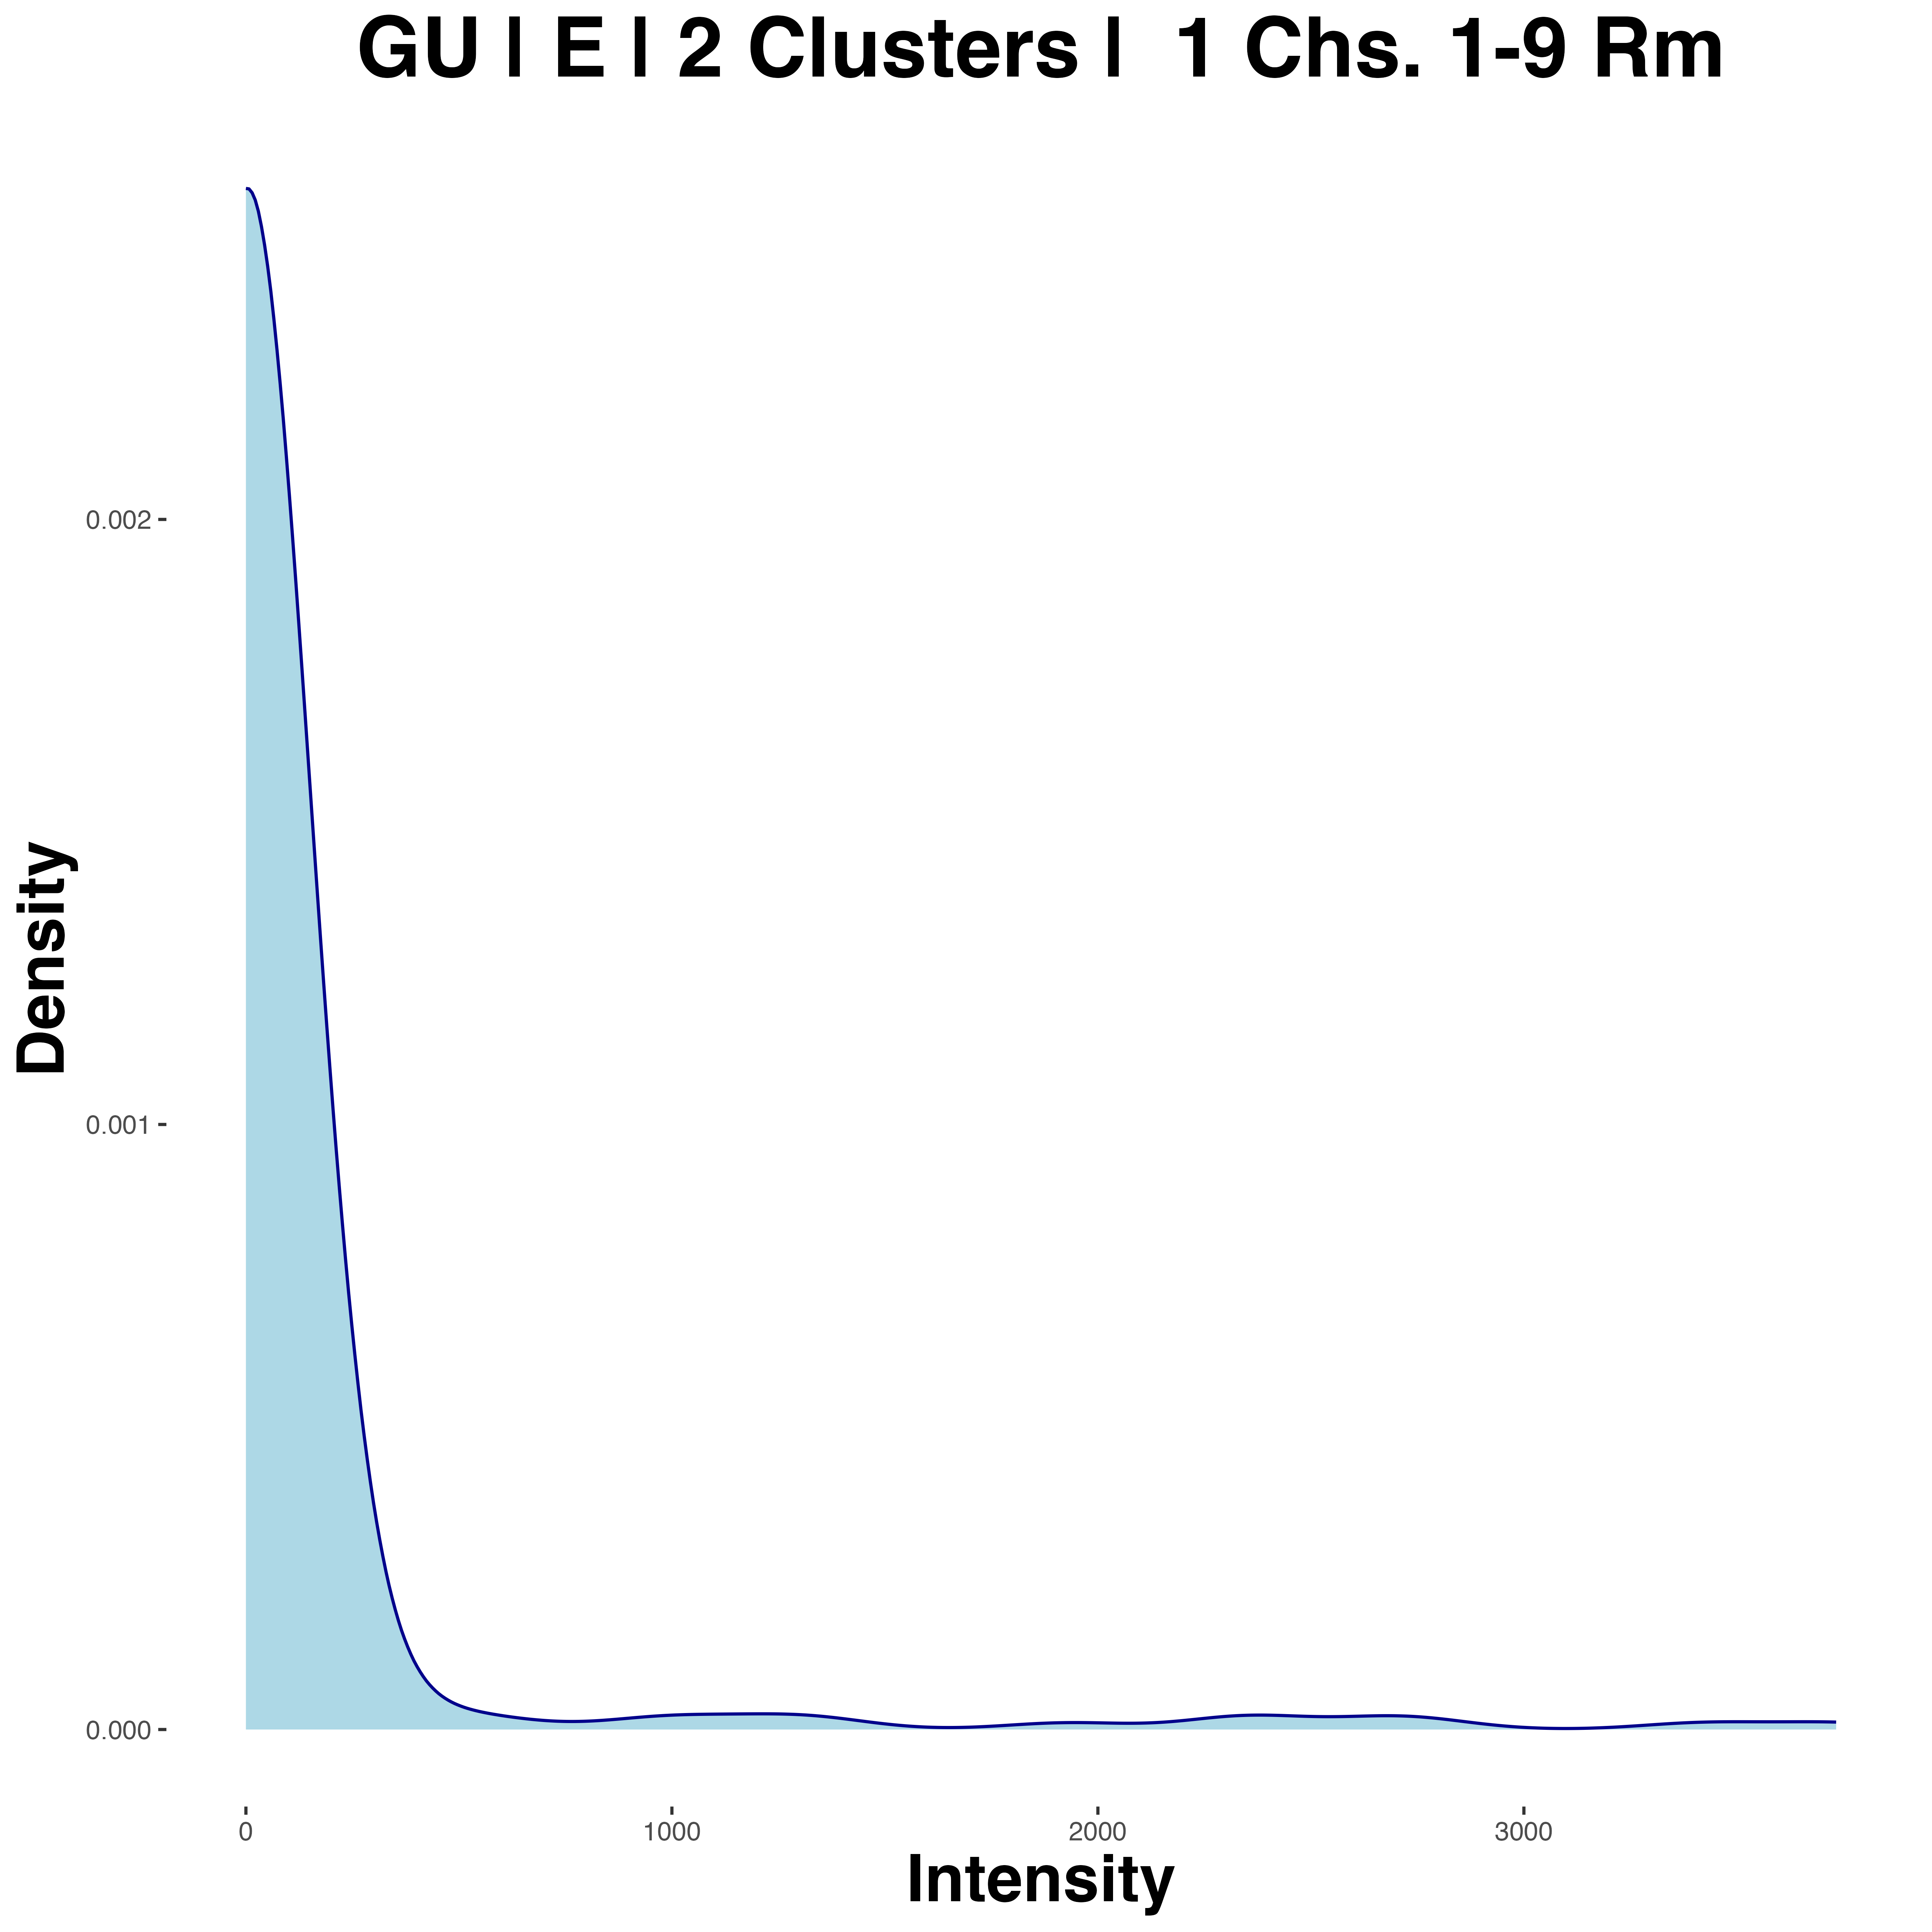 GU | E | 2 Clusters |  1 Chs. 1-9 Rm
Density
0.002
0.001
0.000
0 1000 2000 3000
Intensity